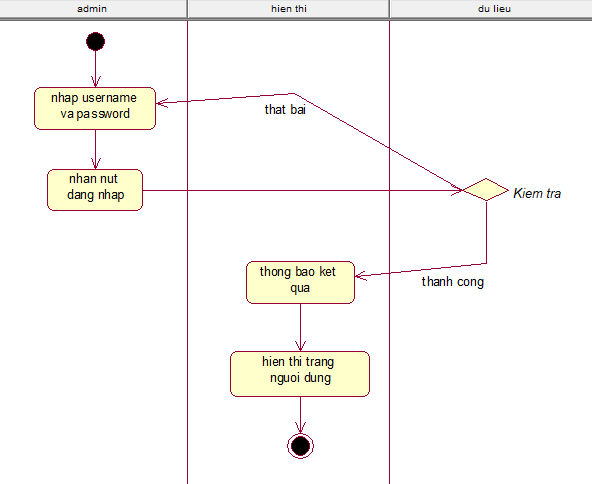 admin
hien thi
du lieu
nhap username
va password
that bai
nhan nut
dang nhap
Kiem tra
thong bao ket
qua
thanh cong
hien thi trang
nguoi dung